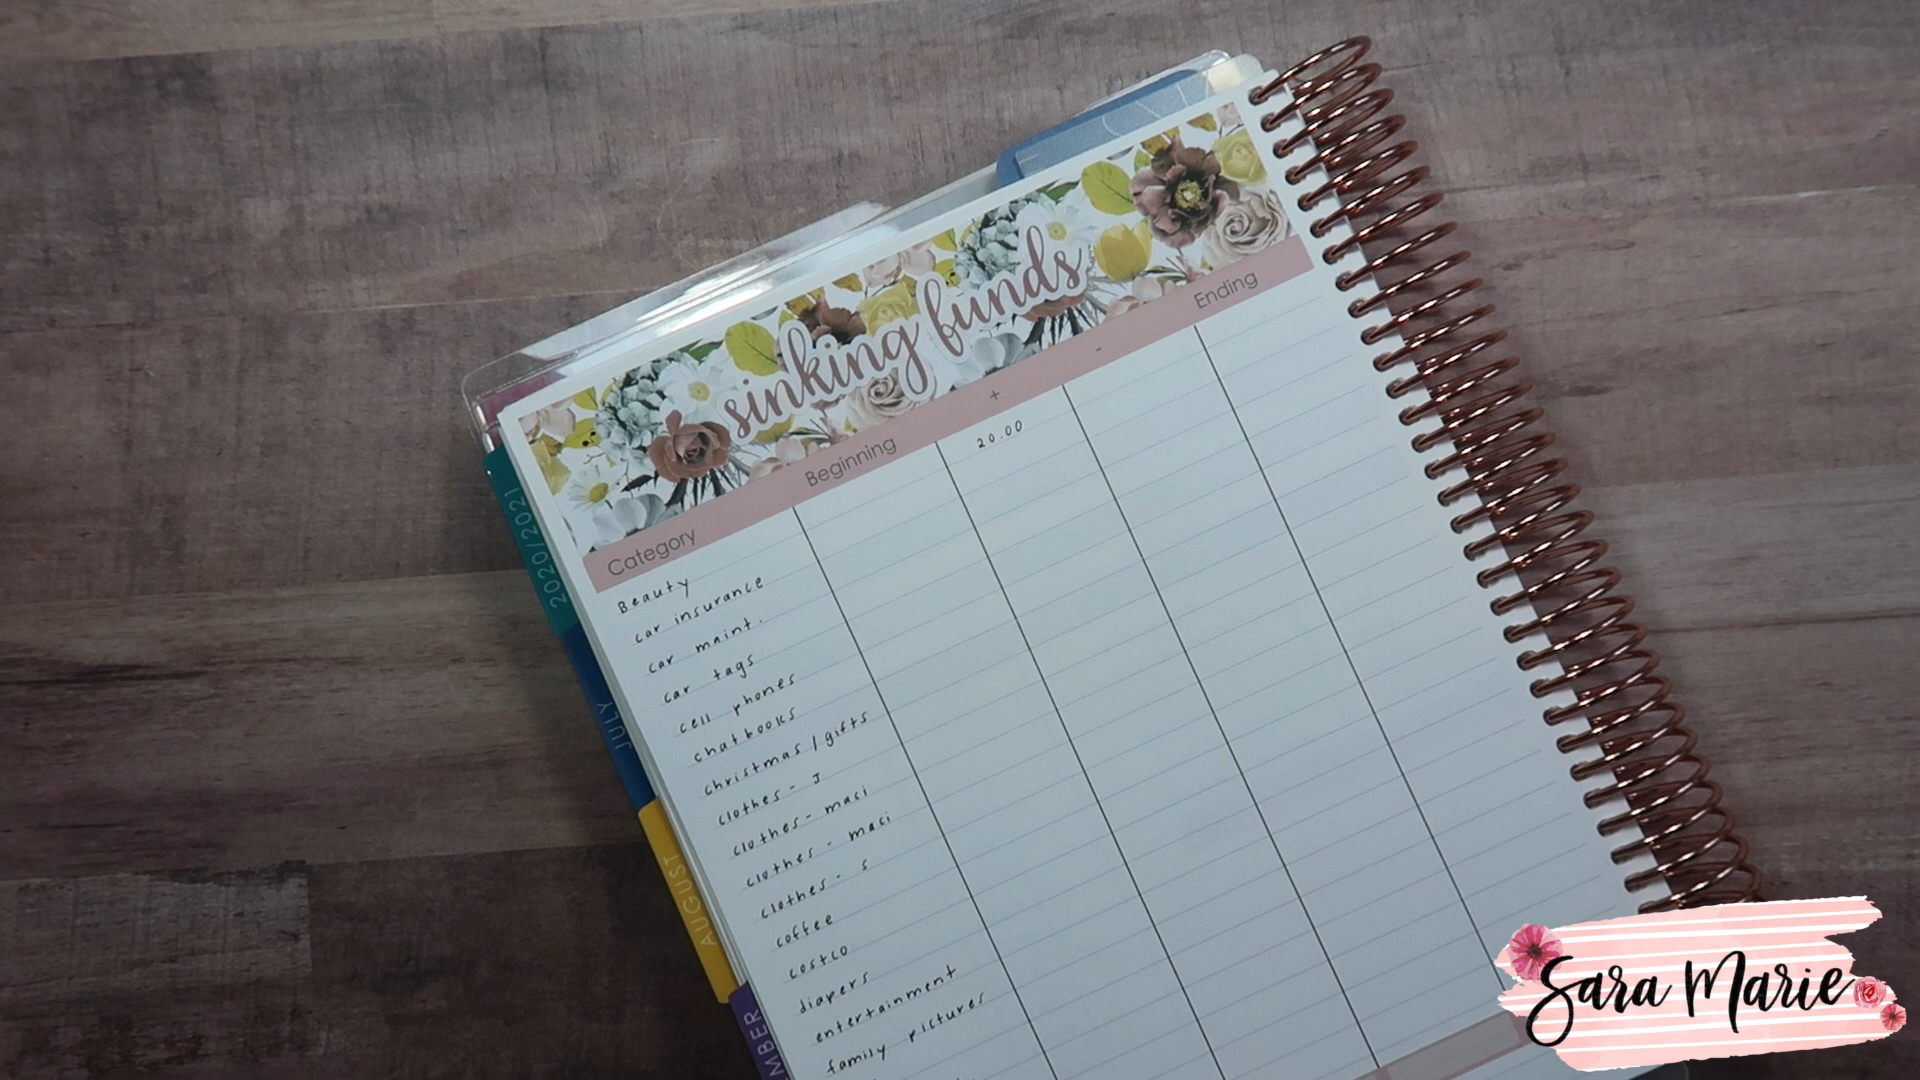 sinking funds
Category Beginning + - Ending
Beauty 20.00
car insurance
car maint.
car tags
cell phones
chatbooks
christmas/gifts
clothes - J
clothes - maci
clothes - maci
clothes - s
coffee
costco
diapers
entertainment
family pictures
2020/2021
JULY
AUGUST
MBER
Sara Marie